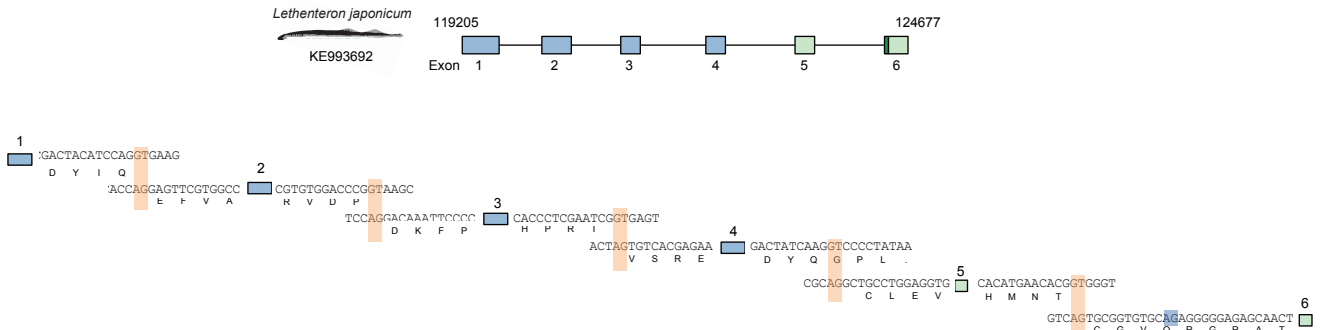 Lethenteron japonicum
KE993692
119205 124677
Exon 1 2 3 4 5 6
1 GACTACATCCAGGTGAAG
D Y I Q
ACCAGGAGTTCGTGGCC 2 CGTGTGGACCCGGTAAGC
E F V A R V D P
TCCAGGACAAATTCCCC 3 CACCCTCGAATCGGTGAGT
D K F P H P R I
ACTAGTGTCACGAGAA 4 GACTATCAAGGTCCCCTATAA
V S R E D Y Q G P L .
CGCAGGCTGCCTGGAGGTG 5 CACATGAACACGGTGGGT
C L E V H M N T
GTCAGTGCGGTGTGCAGAGGGGGAGAGCAACT 6
C G V Q R G R A T